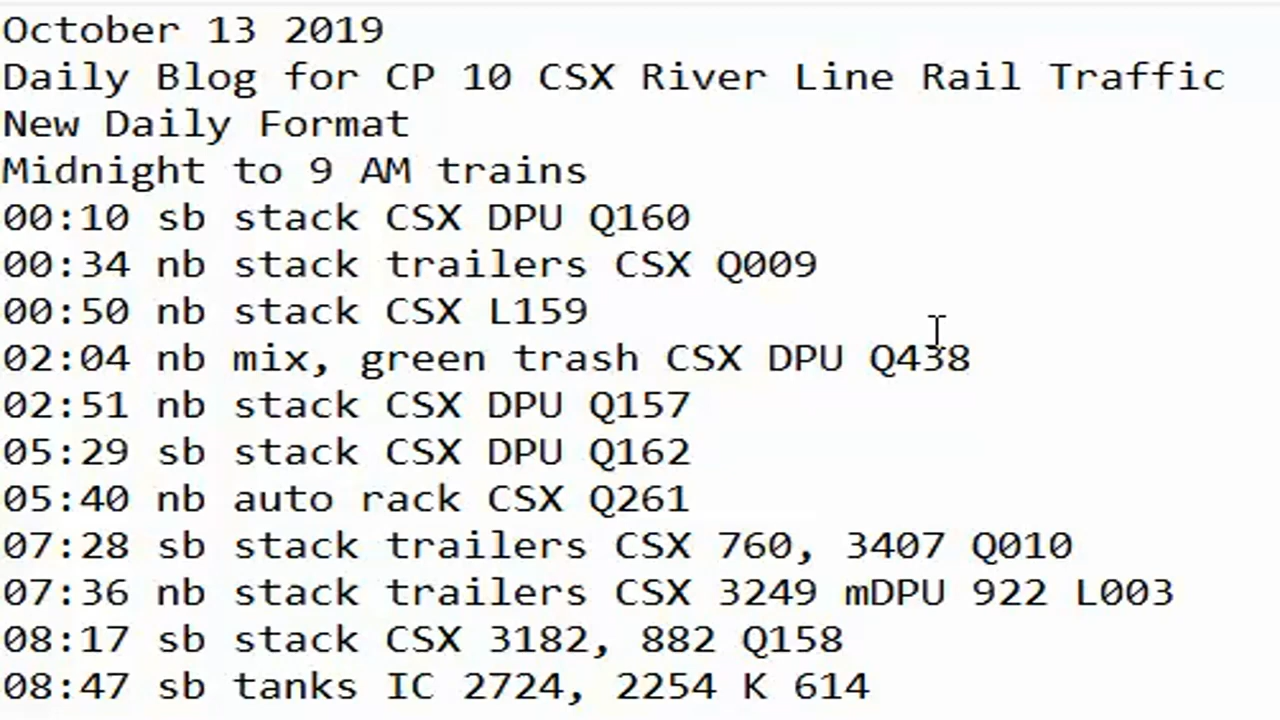 October 13 2019
Daily Blog for CP 10 CSX River Line Rail Traffic
New Daily Format
Midnight to 9 AM trains
00:10 sb stack CSX DPU Q160
00:34 nb stack trailers CSX Q009
00:50 nb stack CSX L159
02:04 nb mix, green trash CSX DPU Q438
02:51 nb stack CSX DPU Q157
05:29 sb stack CSX DPU Q162
05:40 nb auto rack CSX Q261
07:28 sb stack trailers CSX 760, 3407 Q010
07:36 nb stack trailers CSX 3249 mDPU 922 L003
08:17 sb stack CSX 3182, 882 Q158
08:47 sb tanks IC 2724, 2254 K 614